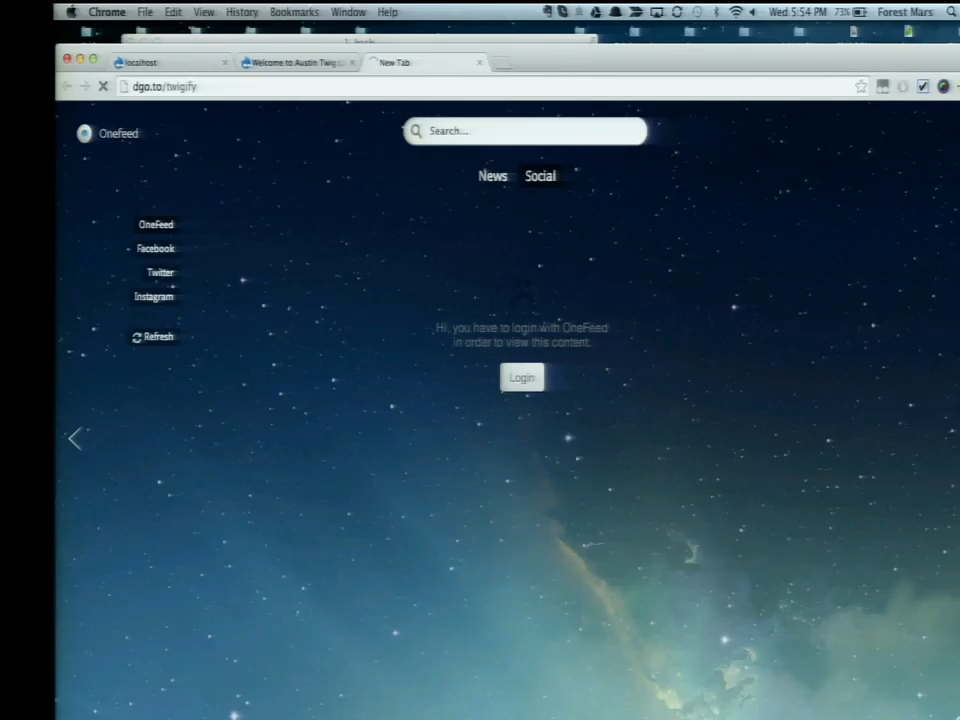 Chrome File Edit View History Bookmarks Window Help Wed 5:54 PM 73% Forest Mars
1. bash
localhost Welcome to Austin Twig New Tab
dgo.to/twigify
Onefeed
Search...
News Social
OneFeed
Facebook
Twitter
Instagram
Refresh
Hi, you have to login with OneFeed
in order to view this content.
Login